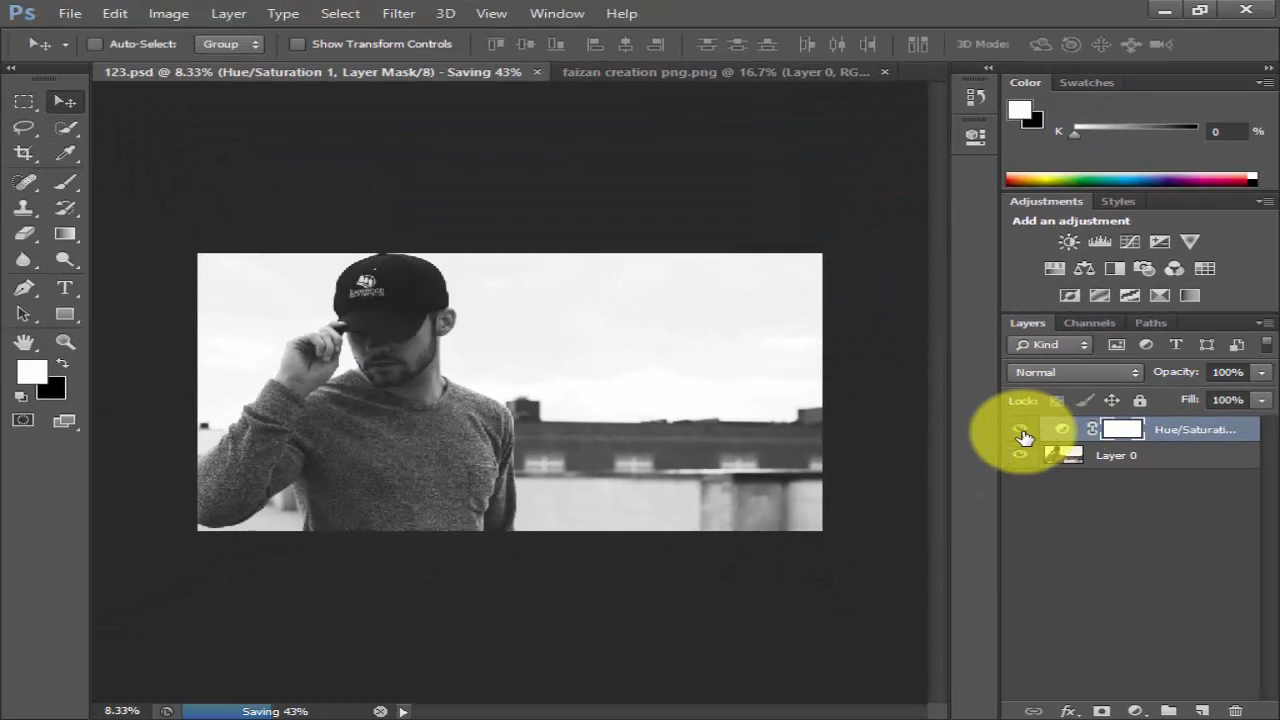 Ps File Edit Image Layer Type Select Filter 3D View Window Help
Auto-Select: Group Show Transform Controls 3D Mode:
123.psd @ 8.33% (Hue/Saturation 1, Layer Mask/8) - Saving 43% × faizan creation png.png @ 16.7% (Layer 0, RG... ×
Color Swatches
K 0 %
Adjustments Styles
Add an adjustment
Layers Channels Paths
Kind
Normal Opacity: 100%
Lock: Fill: 100%
Hue/Saturati...
Layer 0
8.33% Saving 43%